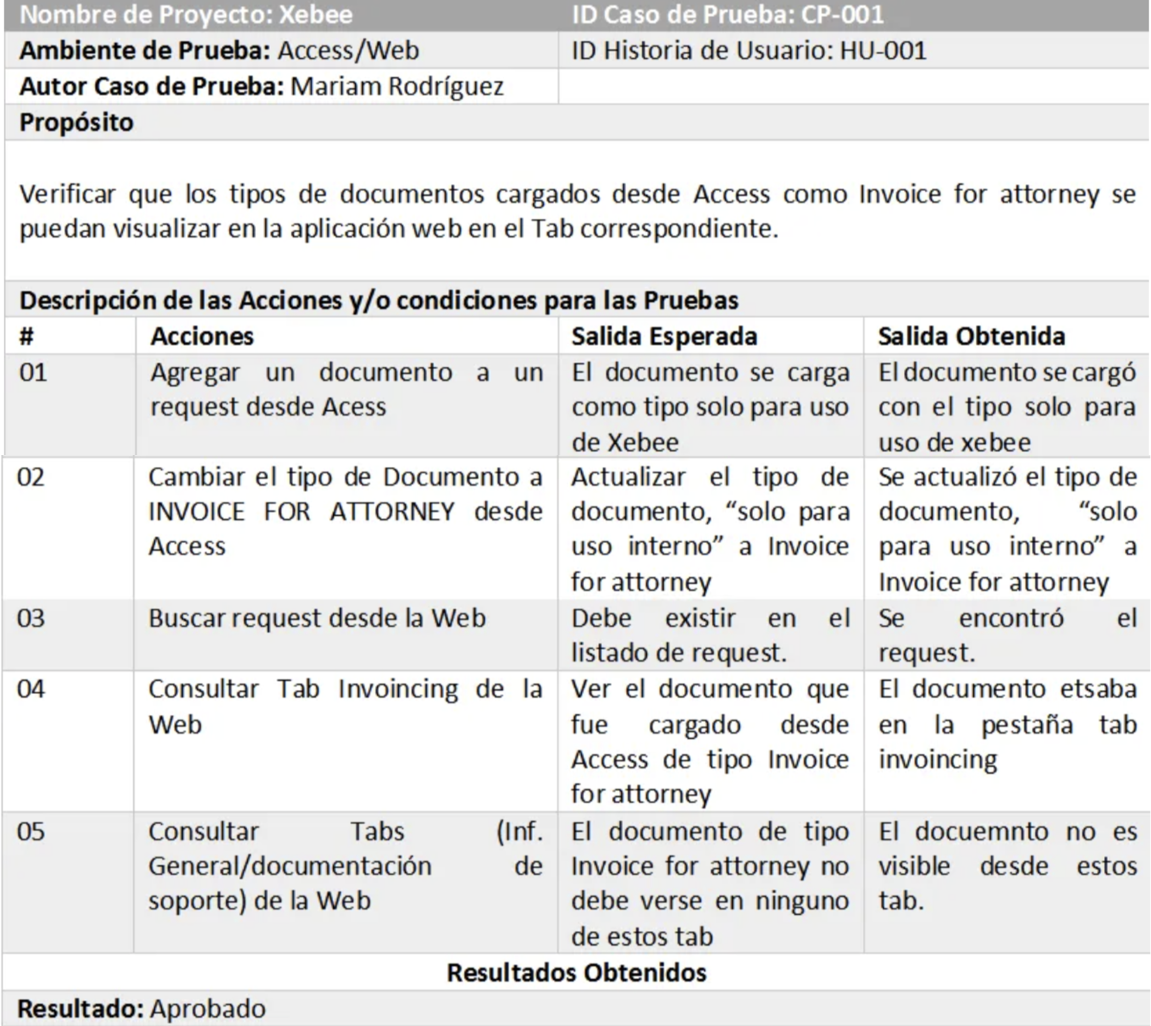 Nombre de Proyecto: Xebee
ID Caso de Prueba: CP-001
Ambiente de Prueba: Access/Web
ID Historia de Usuario: HU-001
Autor Caso de Prueba: Mariam Rodríguez
Propósito
Verificar que los tipos de documentos cargados desde Access como Invoice for attorney se
puedan visualizar en la aplicación web en el Tab correspondiente.
Descripción de las Acciones y/o condiciones para las Pruebas
#
Acciones
Salida Esperada
Salida Obtenida
01
Agregar un documento a un
request desde Acess
El documento se carga
como tipo solo para uso
de Xebee
El documento se cargó
con el tipo solo para
uso de xebee
02
Cambiar el tipo de Documento a
INVOICE FOR ATTORNEY desde
Access
Actualizar el tipo de
documento, “solo para
uso interno” a Invoice
for attorney
Se actualizó el tipo de
documento, “solo
para uso interno” a
Invoice for attorney
03
Buscar request desde la Web
Debe existir en el
listado de request.
Se encontró el
request.
04
Consultar Tab Invoincing de la
Web
Ver el documento que
fue cargado desde
Access de tipo Invoice
for attorney
El documento etsaba
en la pestaña tab
invoincing
05
Consultar Tabs (Inf.
General/documentación de
soporte) de la Web
El documento de tipo
Invoice for attorney no
debe verse en ninguno
de estos tab
El docuemnto no es
visible desde estos
tab.
Resultados Obtenidos
Resultado: Aprobado